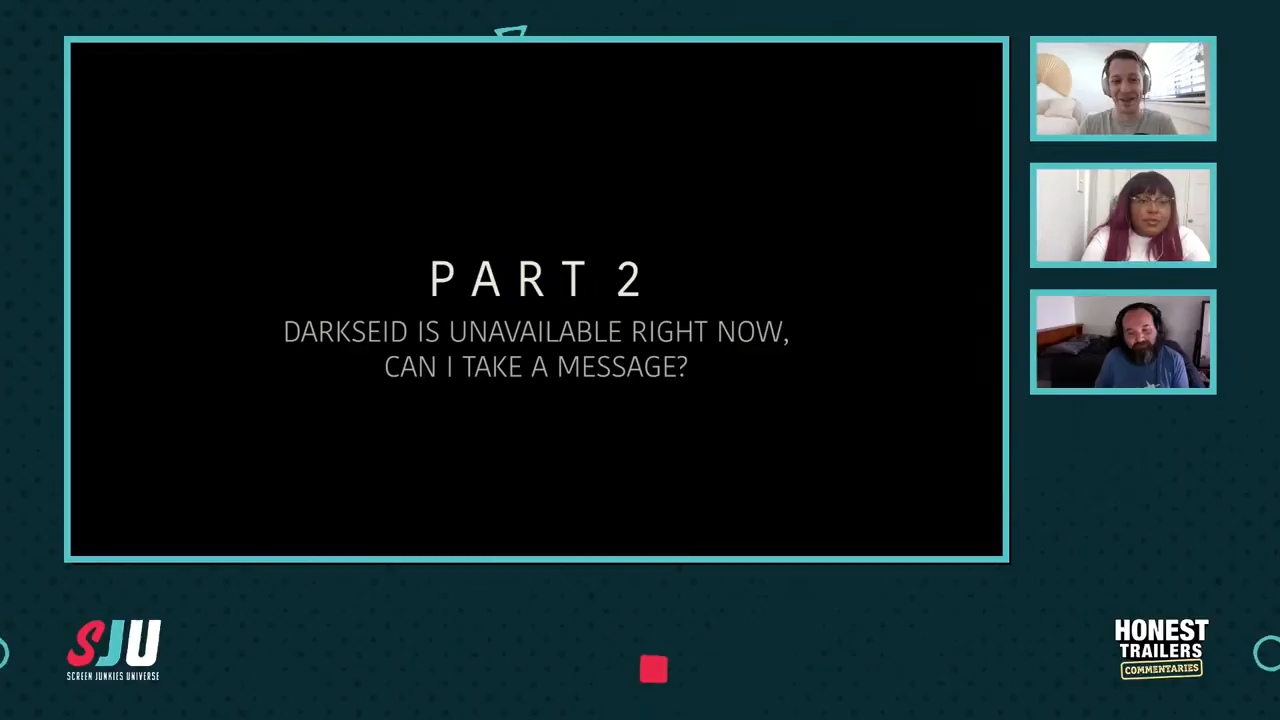 PART 2
DARKSEID IS UNAVAILABLE RIGHT NOW,
CAN I TAKE A MESSAGE?
SJU
SCREEN JUNKIES UNIVERSE
HONEST
TRAILERS
COMMENTARIES